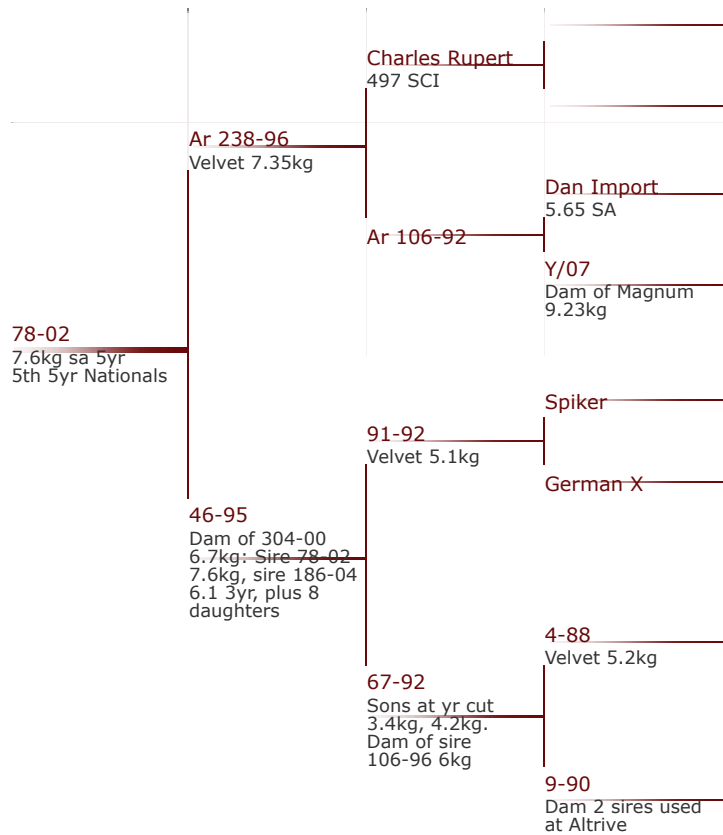 Charles Rupert
497 SCI
Ar 238-96
Velvet 7.35kg
Dan Import
5.65 SA
Ar 106-92
Y/07
Dam of Magnum
9.23kg
78-02
7.6kg sa 5yr
5th 5yr Nationals
Spiker
91-92
Velvet 5.1kg
German X
46-95
Dam of 304-00
6.7kg: Sire 78-02
7.6kg, sire 186-04
6.1 3yr, plus 8
daughters
4-88
Velvet 5.2kg
67-92
Sons at yr cut
3.4kg, 4.2kg.
Dam of sire
106-96 6kg
9-90
Dam 2 sires used
at Altrive